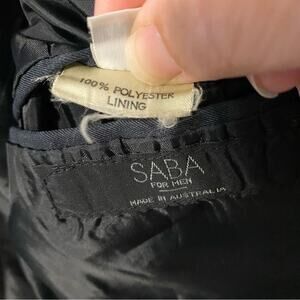 100% POLYESTER
LINING
SABA
FOR MEN
MADE IN AUSTRALIA